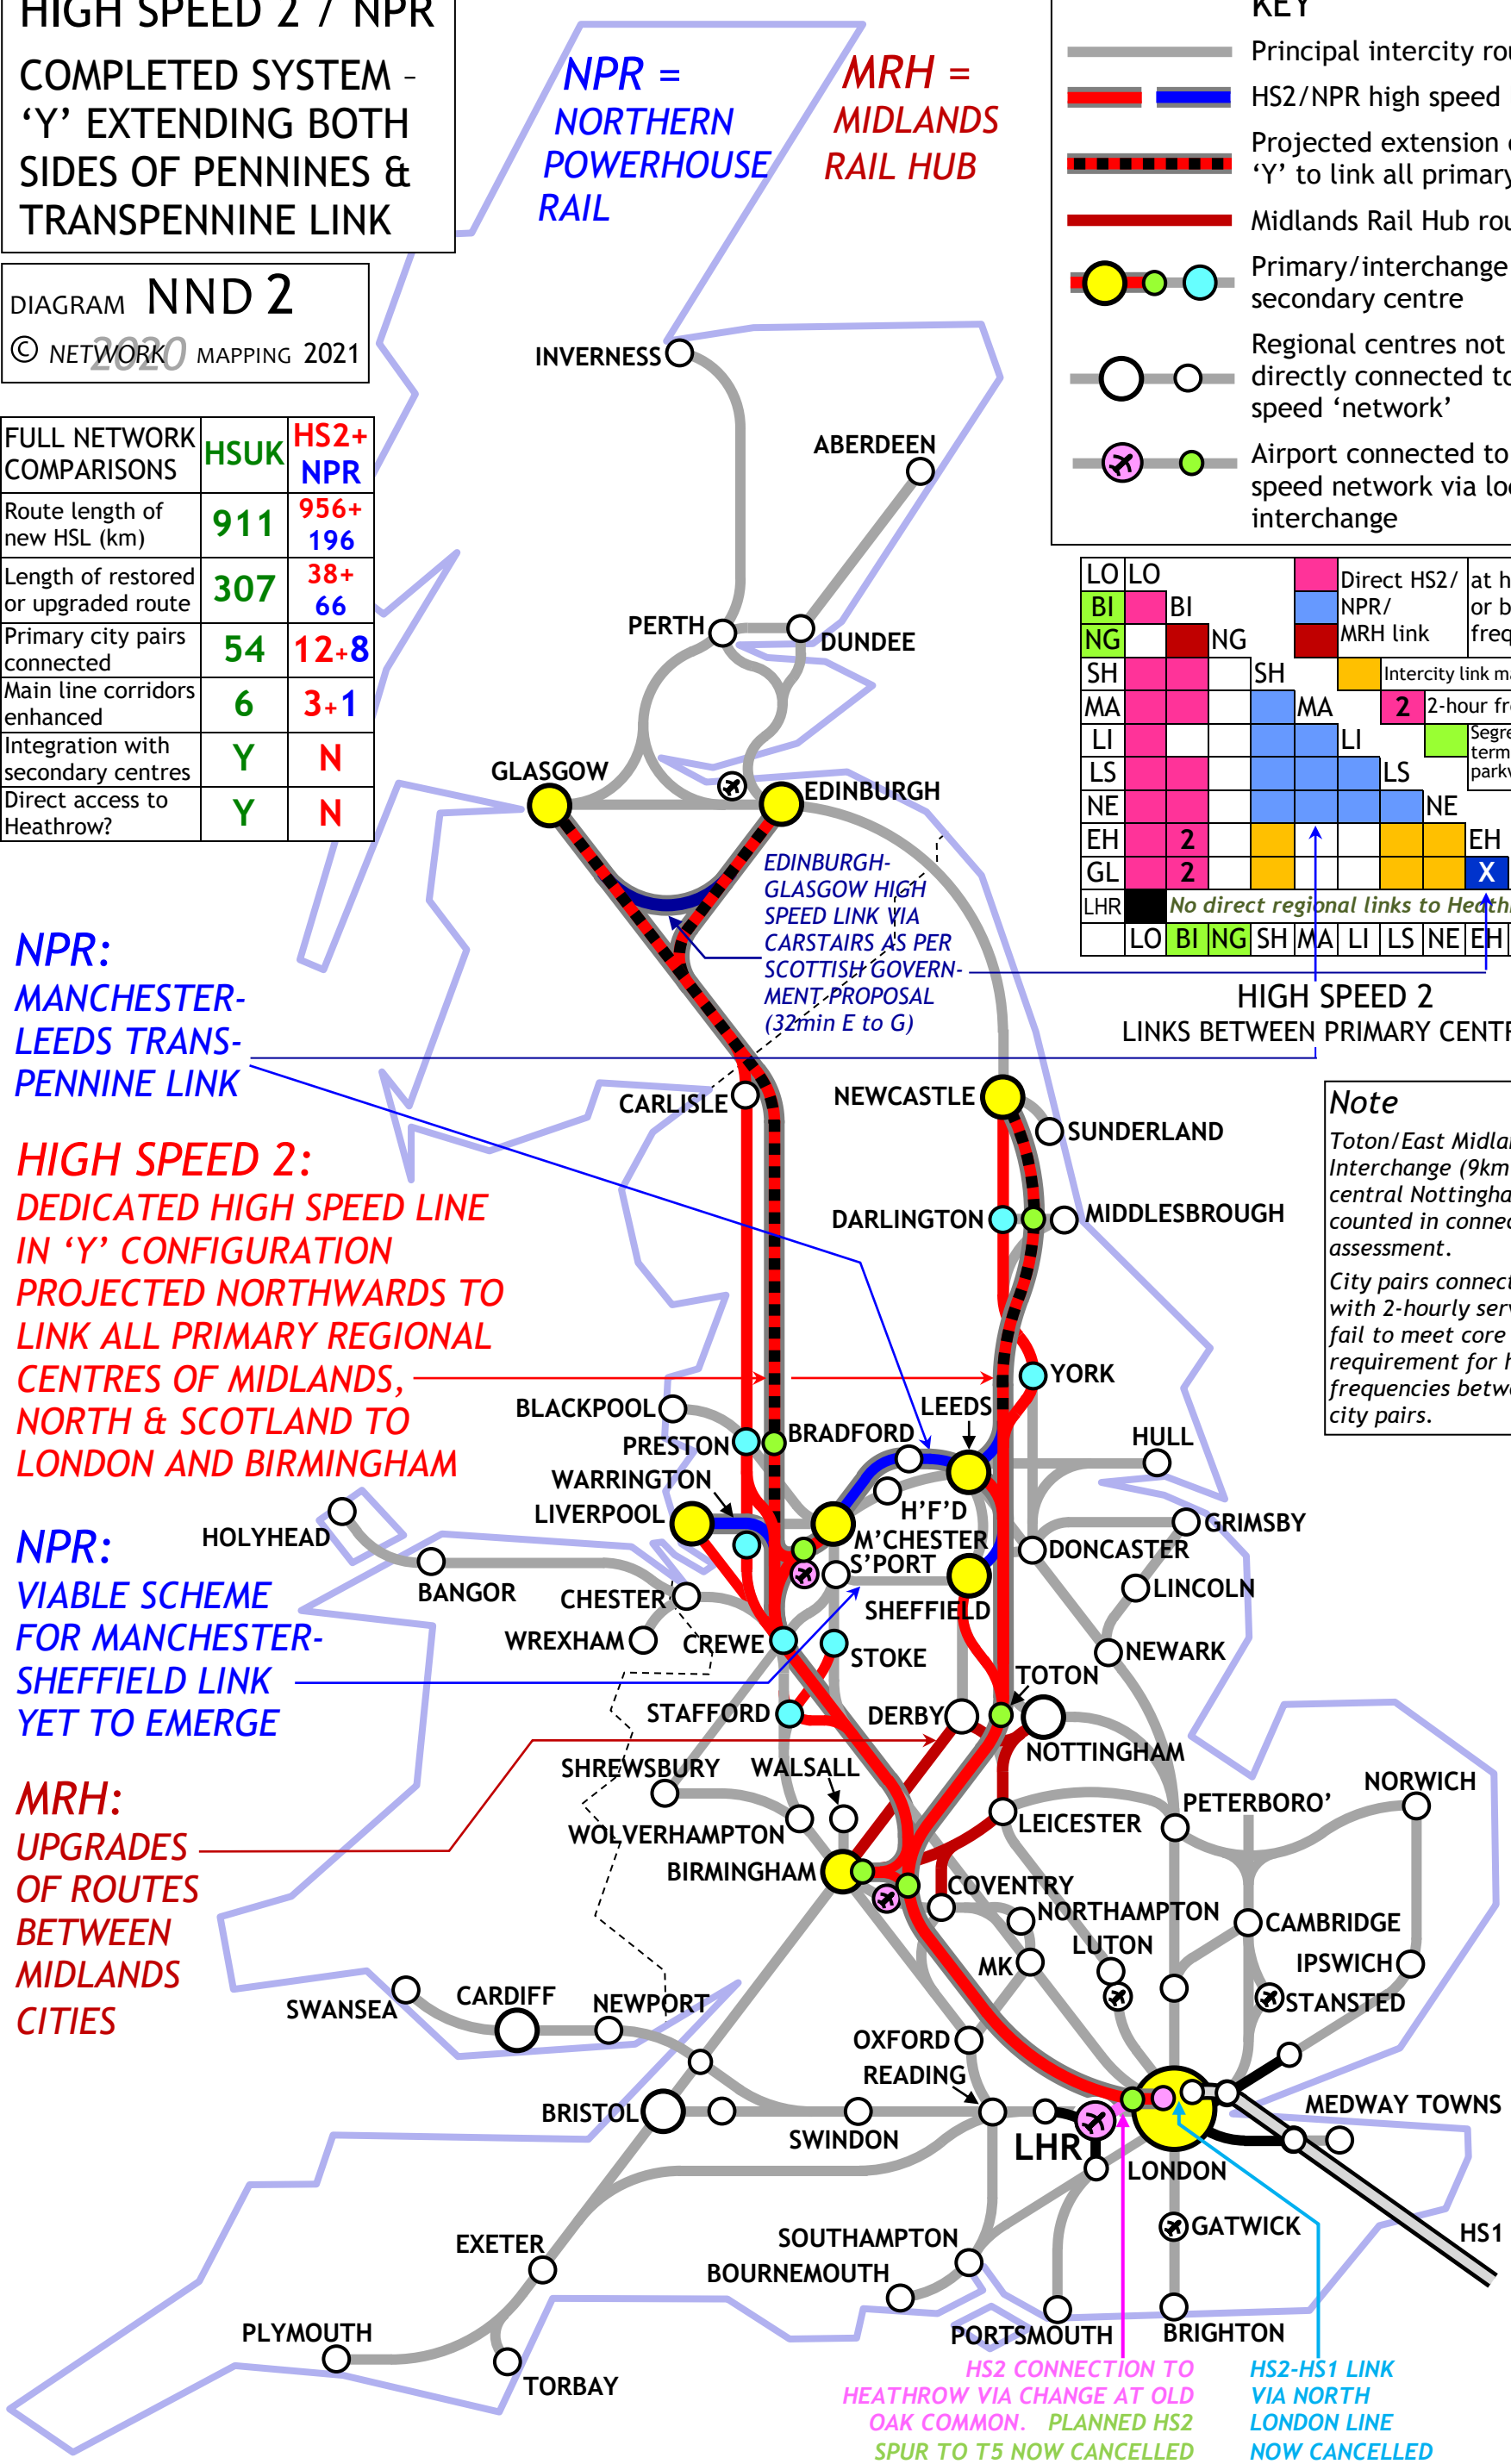 HIGH SPEED 2 / NPR
COMPLETED SYSTEM –
‘Y’ EXTENDING BOTH
SIDES OF PENNINES &
TRANSPENNINE LINK
DIAGRAM NND 2
© NETWORK 2020 MAPPING 2021
NPR =
NORTHERN
POWERHOUSE
RAIL
MRH =
MIDLANDS
RAIL HUB
KEY
Principal intercity
HS2/NPR high speed
Projected extension
‘Y’ to link all primary
Midlands Rail Hub
Primary/interchange
secondary centre
Regional centres not
directly connected
speed ‘network’
Airport connected to
speed network via
interchange
FULL NETWORK COMPARISONS HSUK HS2+ NPR
Route length of new HSL (km) 911 956+ 196
Length of restored or upgraded route 307 38+ 66
Primary city pairs connected 54 12+8
Main line corridors enhanced 6 3+1
Integration with secondary centres Y N
Direct access to Heathrow? Y N
LO LO
BI BI
NG NG
SH SH
MA MA
LI LI
LS LS
NE NE
EH 2 EH
GL 2 X
LHR No direct regional links to
LO BI NG SH MA LI LS NE EH
Direct HS2/
NPR/
MRH link
at
or
Intercity link
2 2-hour
HIGH SPEED 2
LINKS BETWEEN PRIMARY
Note
Interchange (9km
central
counted in
assessment.
City pairs
with 2-hourly
fail to meet core
requirement for
frequencies
city pairs.
INVERNESS
ABERDEEN
PERTH
DUNDEE
GLASGOW
EDINBURGH
EDINBURGH-
GLASGOW HIGH
SPEED LINK VIA
CARSTAIRS AS PER
SCOTTISH GOVERN-
MENT PROPOSAL
(32min E to G)
NPR:
MANCHESTER-
LEEDS TRANS-
PENNINE LINK
HIGH SPEED 2:
DEDICATED HIGH SPEED LINE
IN ‘Y’ CONFIGURATION
PROJECTED NORTHWARDS TO
LINK ALL PRIMARY REGIONAL
CENTRES OF MIDLANDS,
NORTH & SCOTLAND TO
LONDON AND BIRMINGHAM
NPR:
VIABLE SCHEME
FOR MANCHESTER-
SHEFFIELD LINK
YET TO EMERGE
MRH:
UPGRADES
OF ROUTES
BETWEEN
MIDLANDS
CITIES
CARLISLE
NEWCASTLE
SUNDERLAND
DARLINGTON
MIDDLESBROUGH
YORK
BLACKPOOL
LEEDS
PRESTON
BRADFORD
HULL
WARRINGTON
LIVERPOOL
H’F’D
M’CHESTER
GRIMSBY
HOLYHEAD
S’PORT
DONCASTER
BANGOR
CHESTER
SHEFFIELD
LINCOLN
WREXHAM
CREWE
STOKE
NEWARK
TOTON
STAFFORD
DERBY
NOTTINGHAM
SHREWSBURY
WALSALL
NORWICH
PETERBORO’
WOLVERHAMPTON
LEICESTER
BIRMINGHAM
COVENTRY
NORTHAMPTON
CAMBRIDGE
LUTON
MK
IPSWICH
STANSTED
SWANSEA
CARDIFF
NEWPORT
OXFORD
READING
BRISTOL
SWINDON
LHR
LONDON
MEDWAY TOWNS
HS1
GATWICK
EXETER
SOUTHAMPTON
BOURNEMOUTH
PLYMOUTH
TORBAY
PORTSMOUTH
BRIGHTON
HS2 CONNECTION TO
HEATHROW VIA CHANGE AT OLD
OAK COMMON. PLANNED HS2
SPUR TO T5 NOW CANCELLED
HS2-HS1 LINK
VIA NORTH
LONDON LINE
NOW CANCELLED